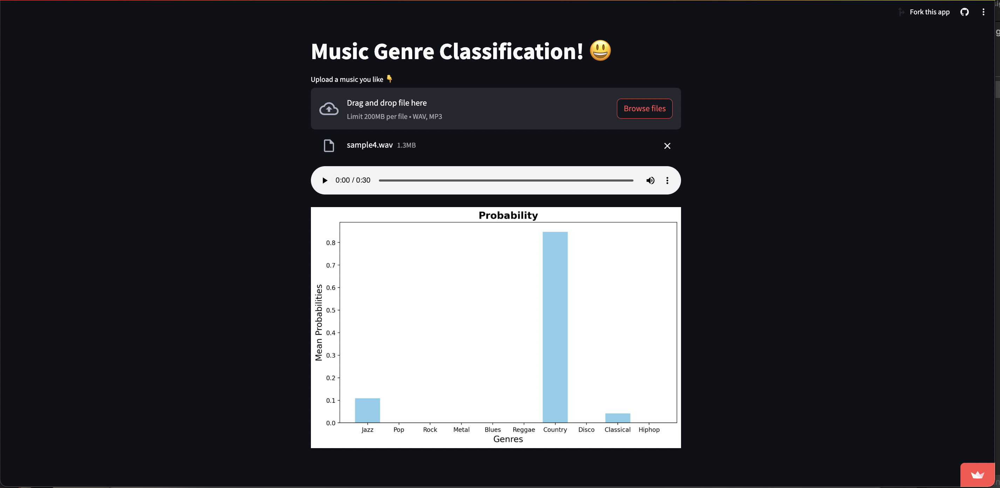 Fork this app
Music Genre Classification! 😃
Upload a music you like 👇
Drag and drop file here
Limit 200MB per file • WAV, MP3
Browse files
sample4.wav 1.3MB
0:00 / 0:30
Probability
0.8
0.7
0.6
0.5
0.4
0.3
0.2
0.1
0.0
Mean Probabilities
Jazz Pop Rock Metal Blues Reggae Country Disco Classical Hiphop
Genres